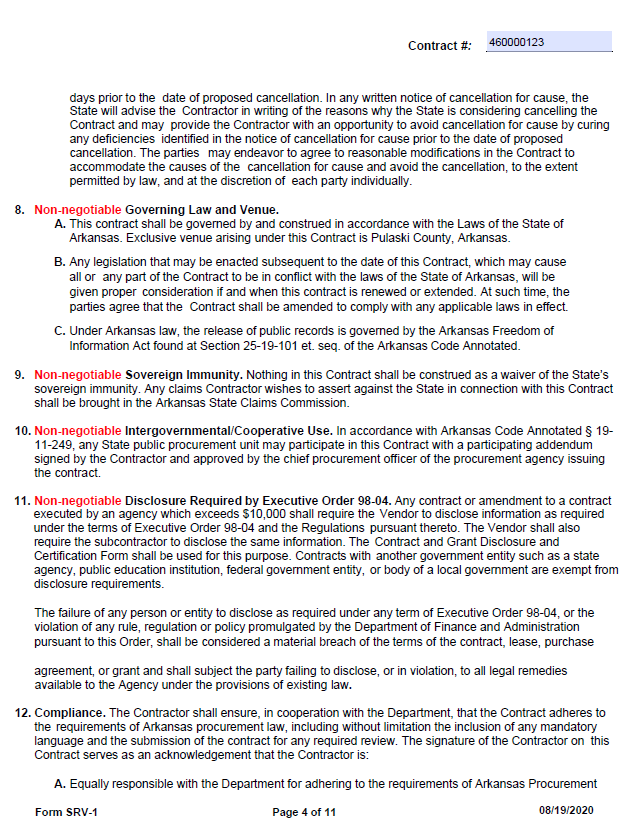 Contract #: 460000123
days prior to the date of proposed cancellation. In any written notice of cancellation for cause, the
State will advise the Contractor in writing of the reasons why the State is considering cancelling the
Contract and may provide the Contractor with an opportunity to avoid cancellation for cause by curing
any deficiencies identified in the notice of cancellation for cause prior to the date of proposed
cancellation. The parties may endeavor to agree to reasonable modifications in the Contract to
accommodate the causes of the cancellation for cause and avoid the cancellation, to the extent
permitted by law, and at the discretion of each party individually.
8. Non-negotiable Governing Law and Venue.
A. This contract shall be governed by and construed in accordance with the Laws of the State of
Arkansas. Exclusive venue arising under this Contract is Pulaski County, Arkansas.
B. Any legislation that may be enacted subsequent to the date of this Contract, which may cause
all or any part of the Contract to be in conflict with the laws of the State of Arkansas, will be
given proper consideration if and when this contract is renewed or extended. At such time, the
parties agree that the Contract shall be amended to comply with any applicable laws in effect.
C. Under Arkansas law, the release of public records is governed by the Arkansas Freedom of
Information Act found at Section 25-19-101 et. seq. of the Arkansas Code Annotated.
9. Non-negotiable Sovereign Immunity. Nothing in this Contract shall be construed as a waiver of the State's
sovereign immunity. Any claims Contractor wishes to assert against the State in connection with this Contract
shall be brought in the Arkansas State Claims Commission.
10. Non-negotiable Intergovernmental/Cooperative Use. In accordance with Arkansas Code Annotated § 19-
11-249, any State public procurement unit may participate in this Contract with a participating addendum
signed by the Contractor and approved by the chief procurement officer of the procurement agency issuing
the contract.
11. Non-negotiable Disclosure Required by Executive Order 98-04. Any contract or amendment to a contract
executed by an agency which exceeds $10,000 shall require the Vendor to disclose information as required
under the terms of Executive Order 98-04 and the Regulations pursuant thereto. The Vendor shall also
require the subcontractor to disclose the same information. The Contract and Grant Disclosure and
Certification Form shall be used for this purpose. Contracts with another government entity such as a state
agency, public education institution, federal government entity, or body of a local government are exempt from
disclosure requirements.
The failure of any person or entity to disclose as required under any term of Executive Order 98-04, or the
violation of any rule, regulation or policy promulgated by the Department of Finance and Administration
pursuant to this Order, shall be considered a material breach of the terms of the contract, lease, purchase
agreement, or grant and shall subject the party failing to disclose, or in violation, to all legal remedies
available to the Agency under the provisions of existing law.
12. Compliance. The Contractor shall ensure, in cooperation with the Department, that the Contract adheres to
the requirements of Arkansas procurement law, including without limitation the inclusion of any mandatory
language and the submission of the contract for any required review. The signature of the Contractor on this
Contract serves as an acknowledgement that the Contractor is:
A. Equally responsible with the Department for adhering to the requirements of Arkansas Procurement
Form SRV-1 Page 4 of 11 08/19/2020